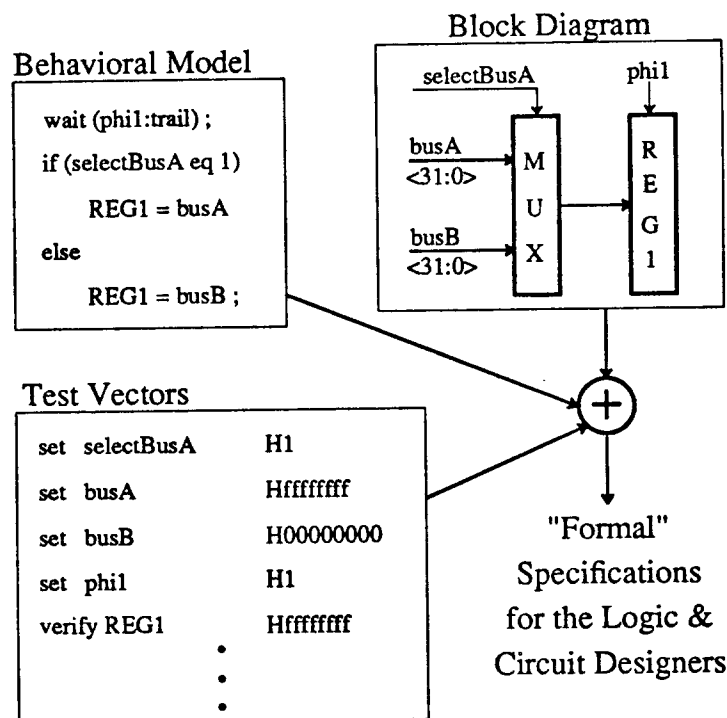 Behavioral Model
wait (phi1:trail) ;
if (selectBusA eq 1)
REG1 = busA
else
REG1 = busB ;
Block Diagram
selectBusA
phi1
busA
<31:0>
busB
<31:0>
M
U
X
R
E
G
1
+
Test Vectors
set selectBusA H1
set busA Hffffffff
set busB H00000000
set phi1 H1
verify REG1 Hffffffff
"Formal"
Specifications
for the Logic &
Circuit Designers